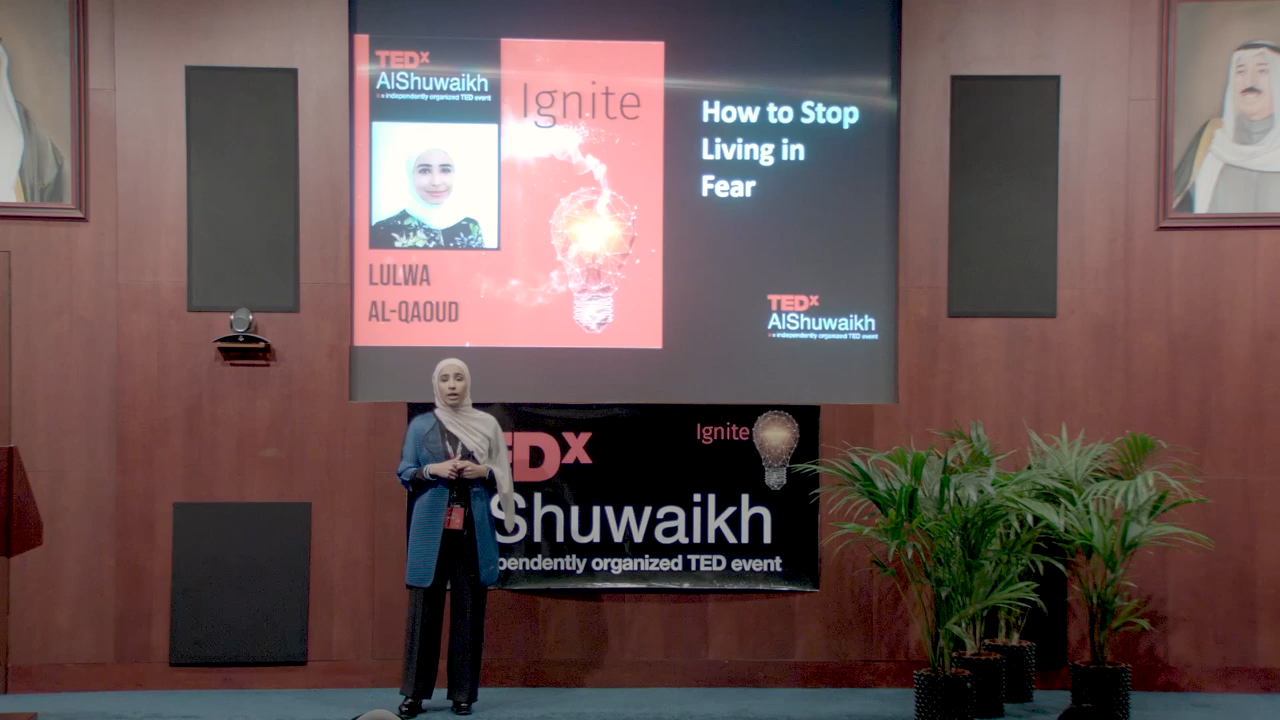 TEDx
AlShuwaikh
x = independently organized TED event
Ignite
LULWA
AL-QAOUD
How to Stop
Living in
Fear
TEDx
AlShuwaikh
x = independently organized TED event
Ignite
EDx
Shuwaikh
pendently organized TED event